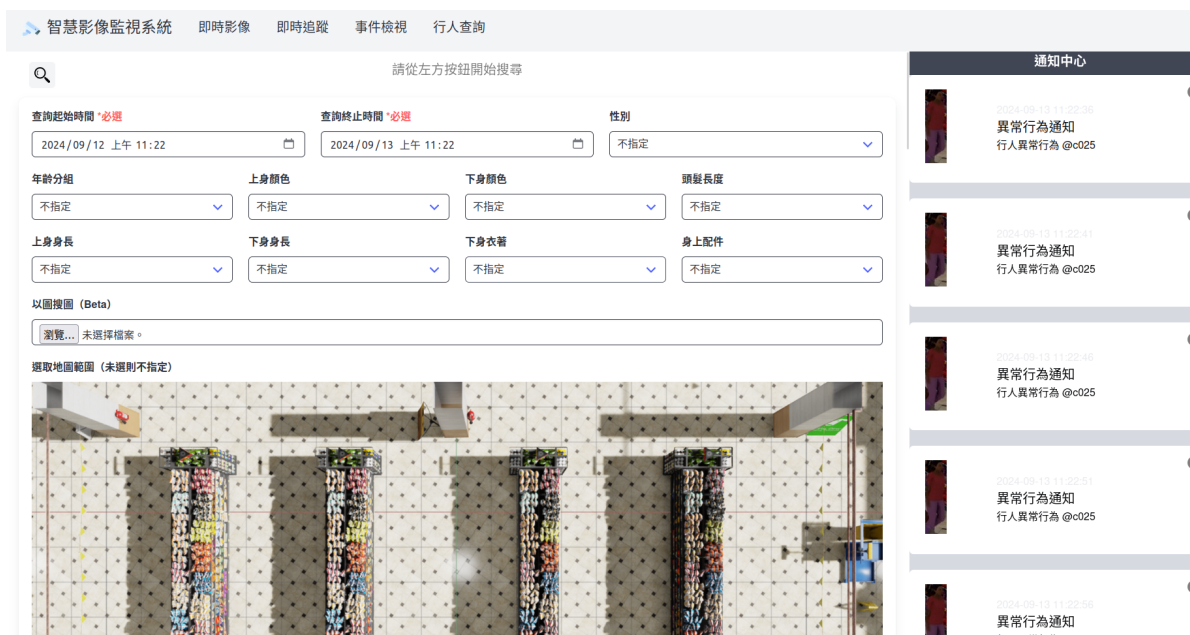 智慧影像監視系統 即時影像 即時追蹤 事件檢視 行人查詢
請從左方按鈕開始搜尋
查詢起始時間 *必選 查詢終止時間 *必選 性別
2024/09/12 上午 11:22 2024/09/13 上午 11:22 不指定
年齡分組 上身顏色 下身顏色 頭髮長度
不指定 不指定 不指定 不指定
上身身長 下身身長 下身衣著 身上配件
不指定 不指定 不指定 不指定
以圖搜圖（Beta）
瀏覽... 未選擇檔案。
選取地圖範圍（未選則不指定）
通知中心
2024-09-13 11:22:36
異常行為通知
行人異常行為 @c025
2024-09-13 11:22:41
異常行為通知
行人異常行為 @c025
2024-09-13 11:22:46
異常行為通知
行人異常行為 @c025
2024-09-13 11:22:51
異常行為通知
行人異常行為 @c025
2024-09-13 11:22:56
異常行為通知